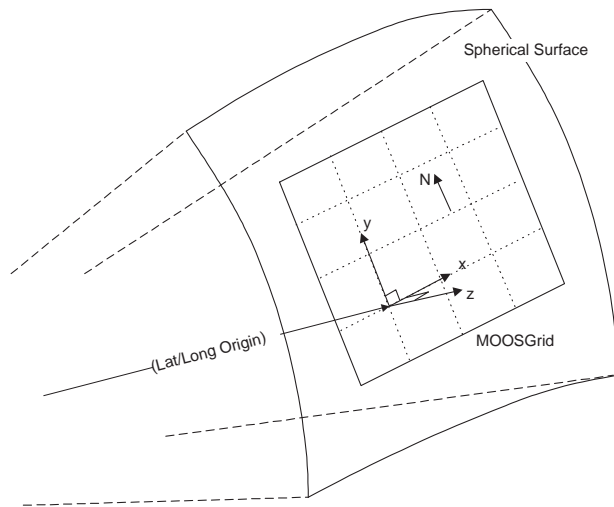 Spherical Surface
N
y
x
z
(Lat/Long Origin)
MOOSGrid